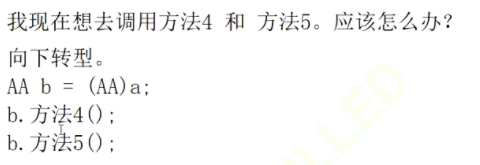 我现在想去调用方法4 和 方法5。应该怎么办?
向下转型。
AA b = (AA)a;
b.方法4();
b.方法5();